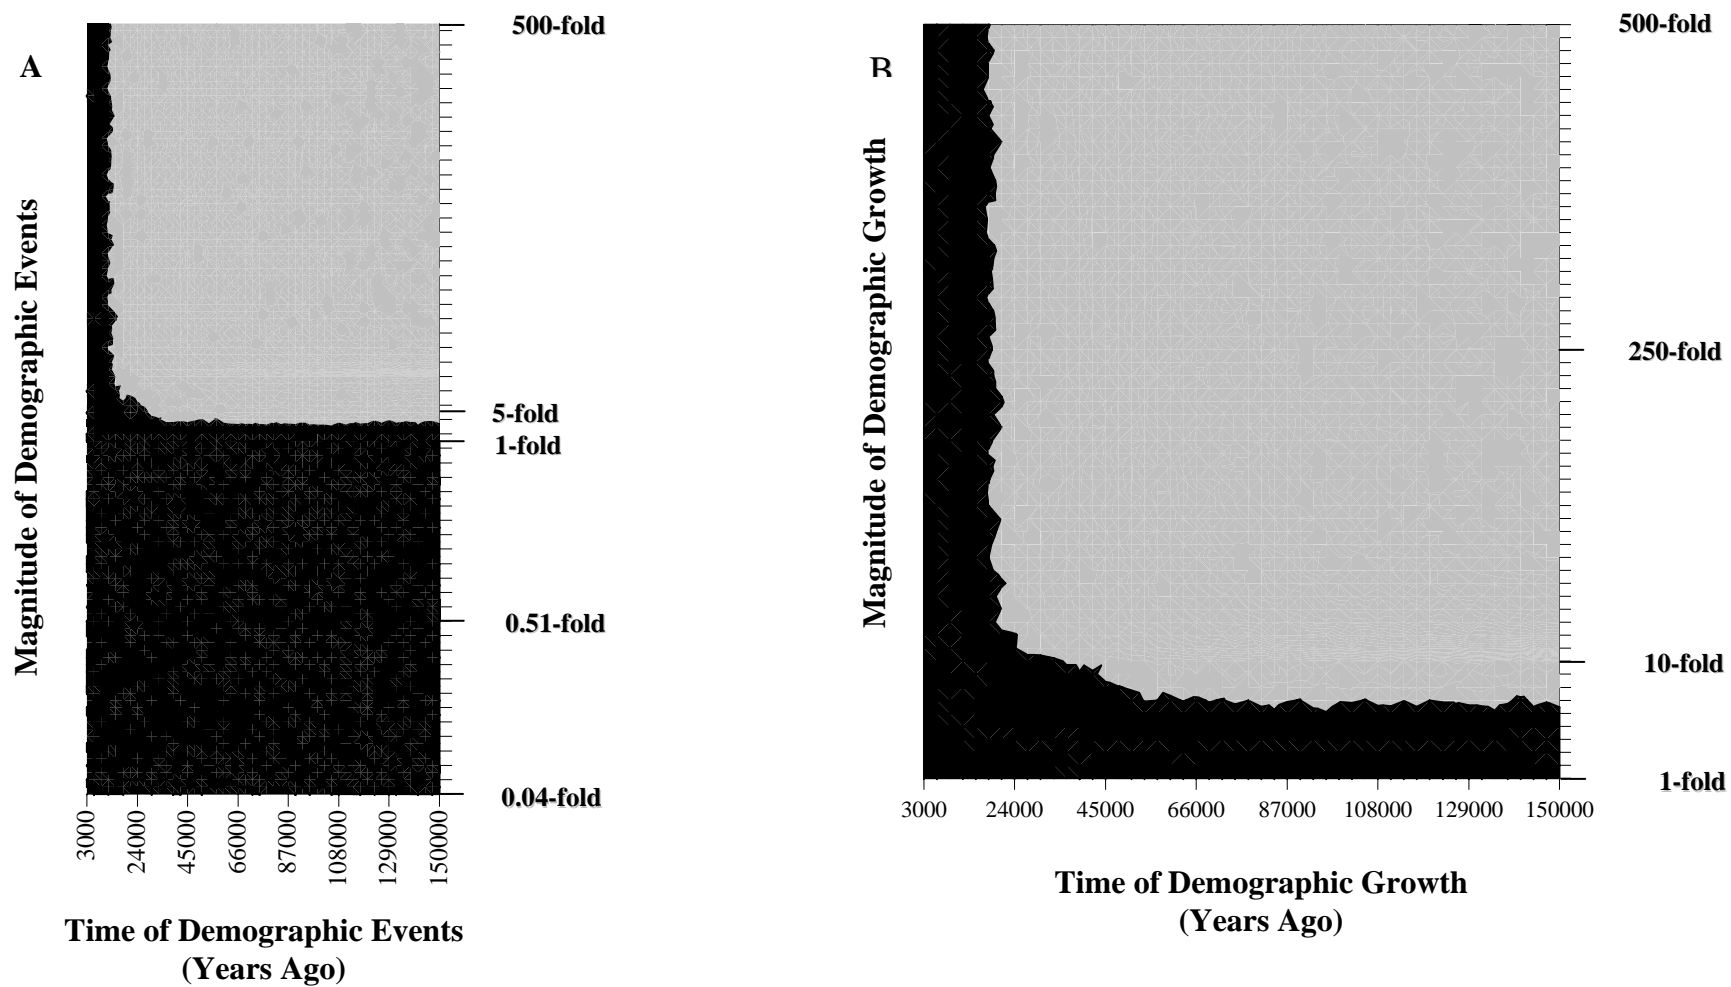 A
Magnitude of Demographic Events
500-fold
5-fold
1-fold
0.51-fold
0.04-fold
3000
24000
45000
66000
87000
108000
129000
150000
Time of Demographic Events
(Years Ago)
B
Magnitude of Demographic Growth
500-fold
250-fold
10-fold
1-fold
3000 24000 45000 66000 87000 108000 129000 150000
Time of Demographic Growth
(Years Ago)